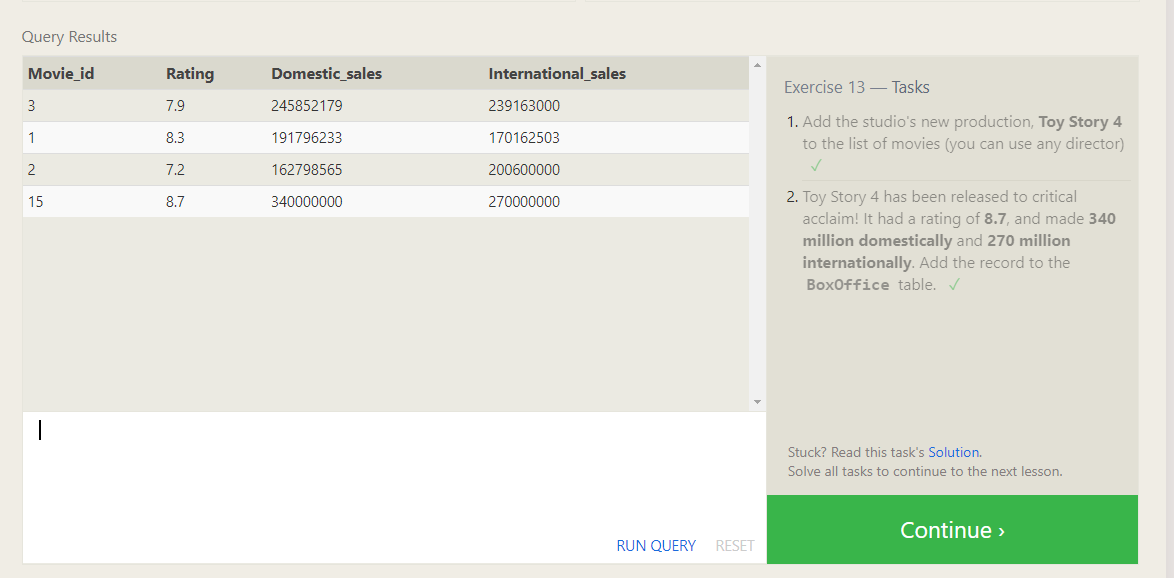 Query Results
Movie_id Rating Domestic_sales International_sales
3 7.9 245852179 239163000
1 8.3 191796233 170162503
2 7.2 162798565 200600000
15 8.7 340000000 270000000
RUN QUERY RESET
Exercise 13 — Tasks
1. Add the studio's new production, Toy Story 4
to the list of movies (you can use any director)
✓
2. Toy Story 4 has been released to critical
acclaim! It had a rating of 8.7, and made 340
million domestically and 270 million
internationally. Add the record to the
BoxOffice table. ✓
Stuck? Read this task's Solution.
Solve all tasks to continue to the next lesson.
Continue ›